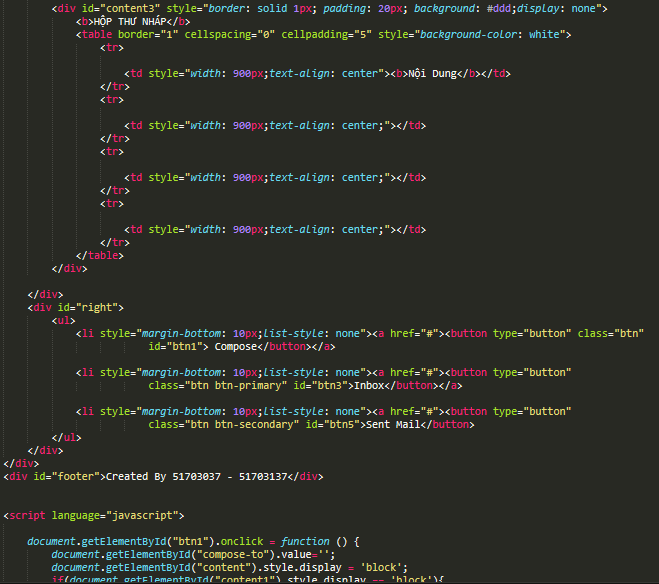 <div id="content3" style="border: solid 1px; padding: 20px; background: #ddd;display: none">
<b>HỘP THƯ NHÁP</b>
<table border="1" cellspacing="0" cellpadding="5" style="background-color: white">
<tr>
<td style="width: 900px;text-align: center"><b>Nội Dung</b></td>
</tr>
<tr>
<td style="width: 900px;text-align: center;"></td>
</tr>
<tr>
<td style="width: 900px;text-align: center;"></td>
</tr>
<tr>
<td style="width: 900px;text-align: center;"></td>
</tr>
</table>
</div>
</div>
<div id="right">
<ul>
<li style="margin-bottom: 10px;list-style: none"><a href="#"><button type="button" class="btn"
id="btn1"> Compose</button></a>
<li style="margin-bottom: 10px;list-style: none"><a href="#"><button type="button"
class="btn btn-primary" id="btn3">Inbox</button></a>
<li style="margin-bottom: 10px;list-style: none"><a href="#"><button type="button"
class="btn btn-secondary" id="btn5">Sent Mail</button>
</ul>
</div>
</div>
<div id="footer">Created By 51703037 - 51703137</div>
<script language="javascript">
document.getElementById("btn1").onclick = function () {
document.getElementById("compose-to").value='';
document.getElementById("content").style.display = 'block';
if(document.getElementById("content1").style.display == 'block'){